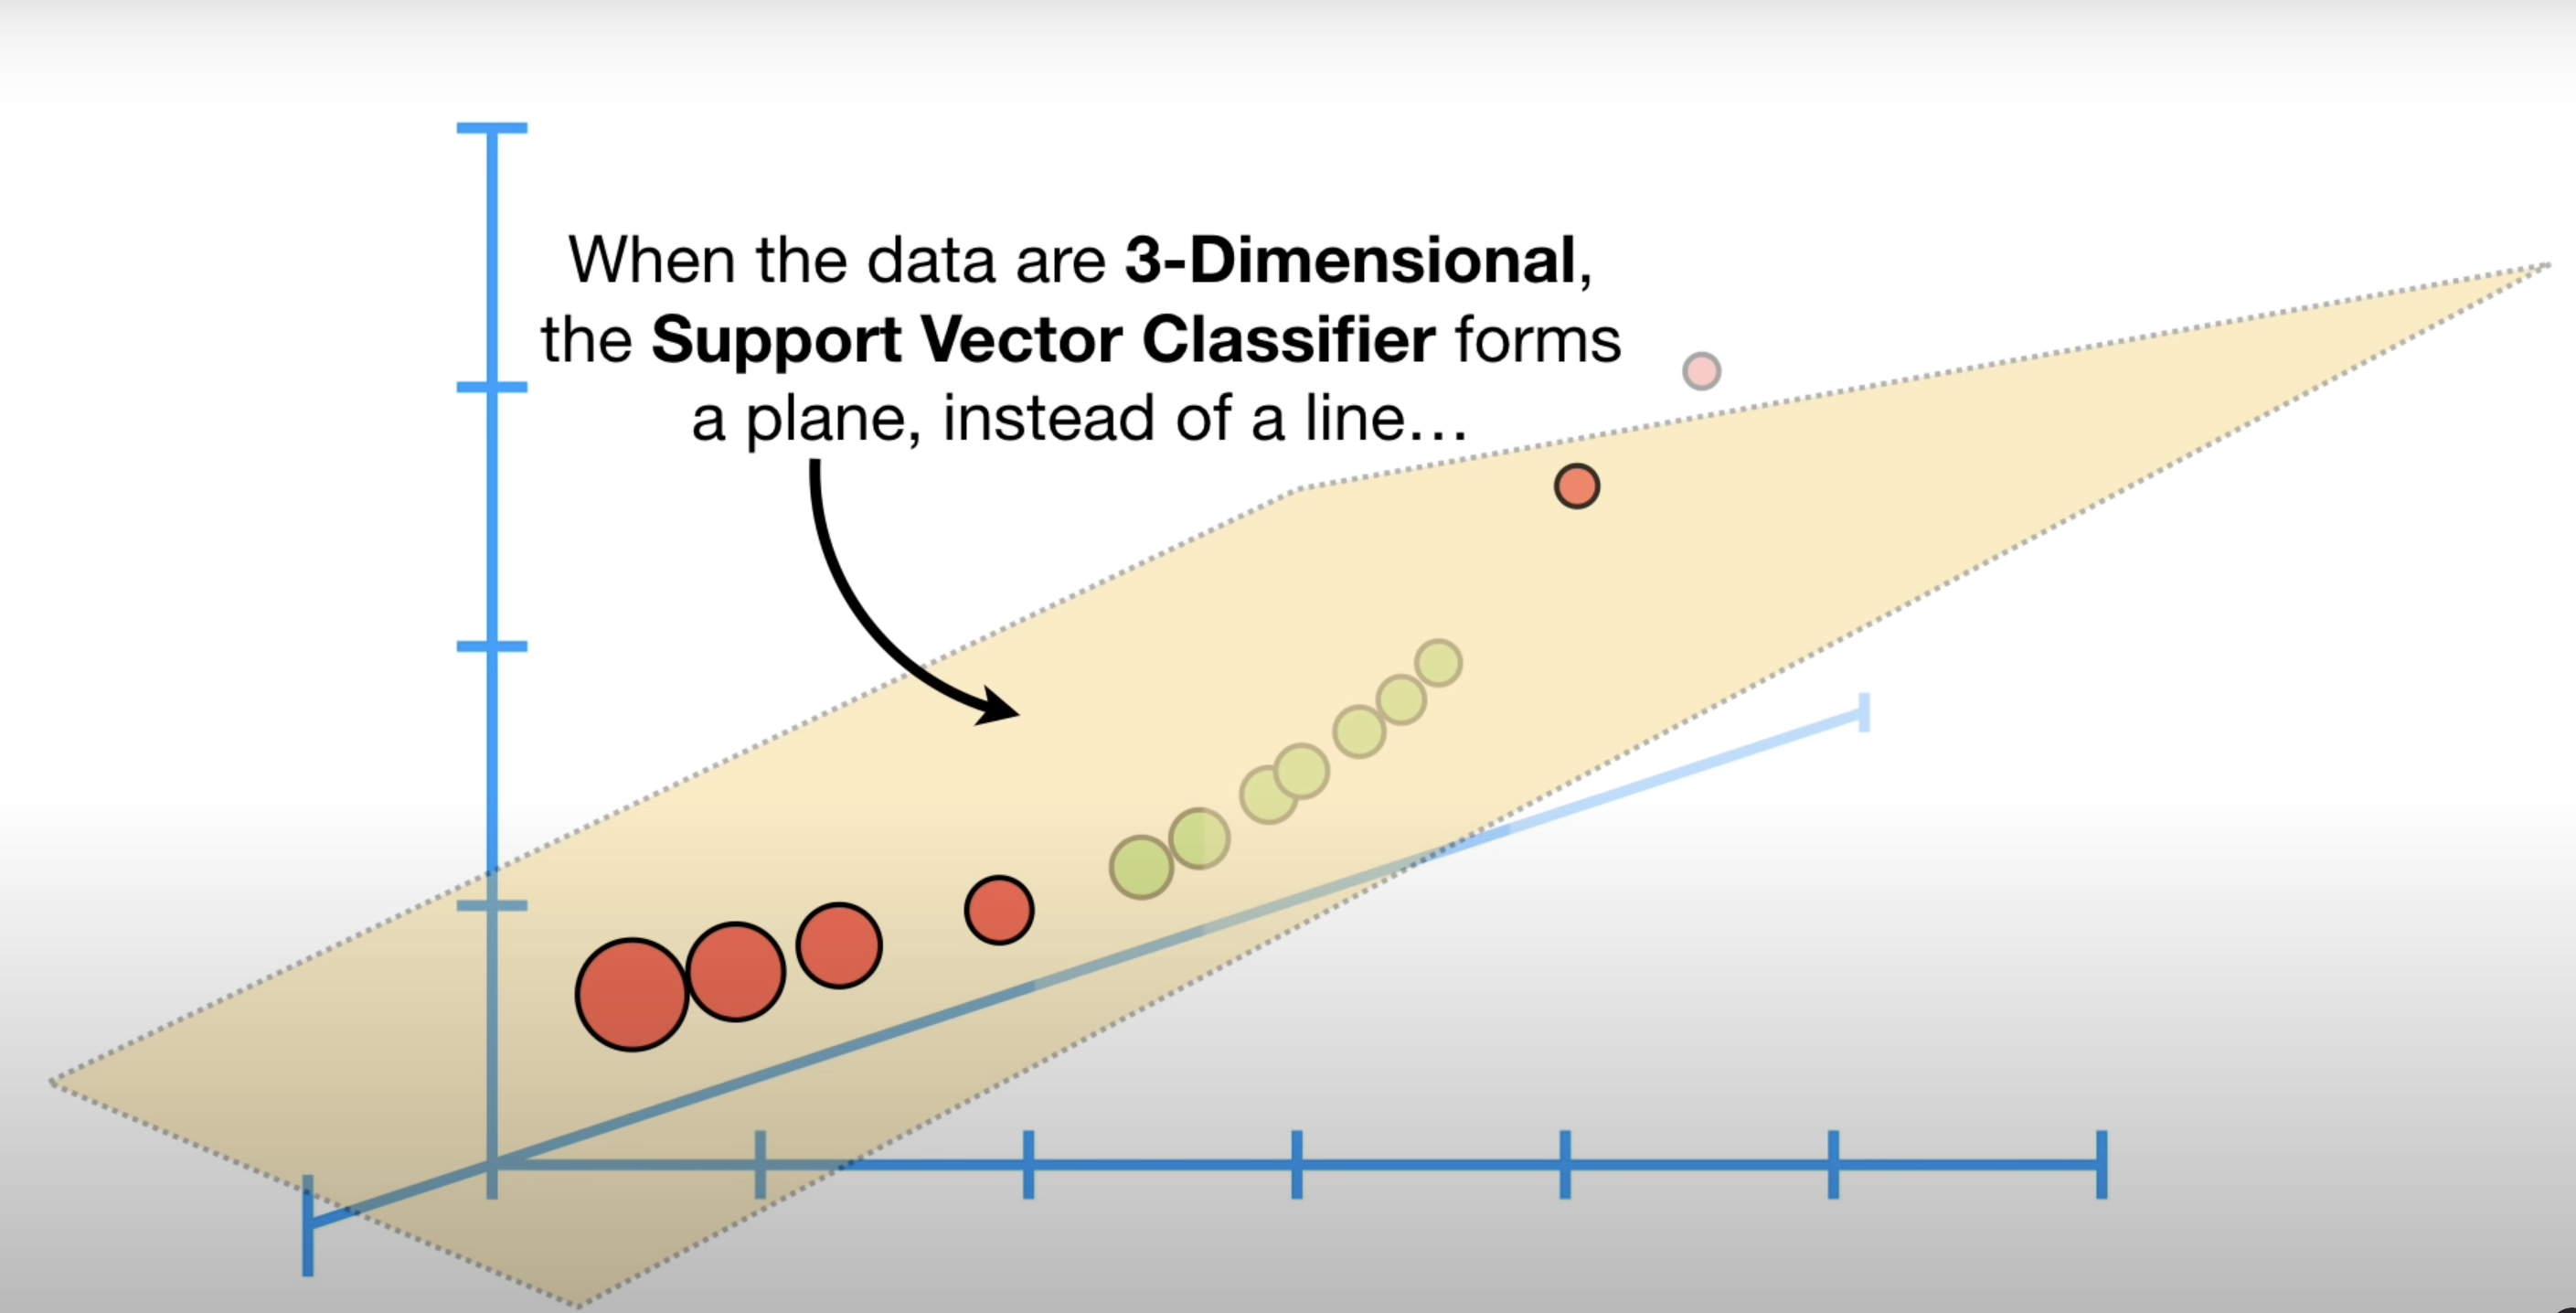 When the data are 3-Dimensional,
the Support Vector Classifier forms
a plane, instead of a line…